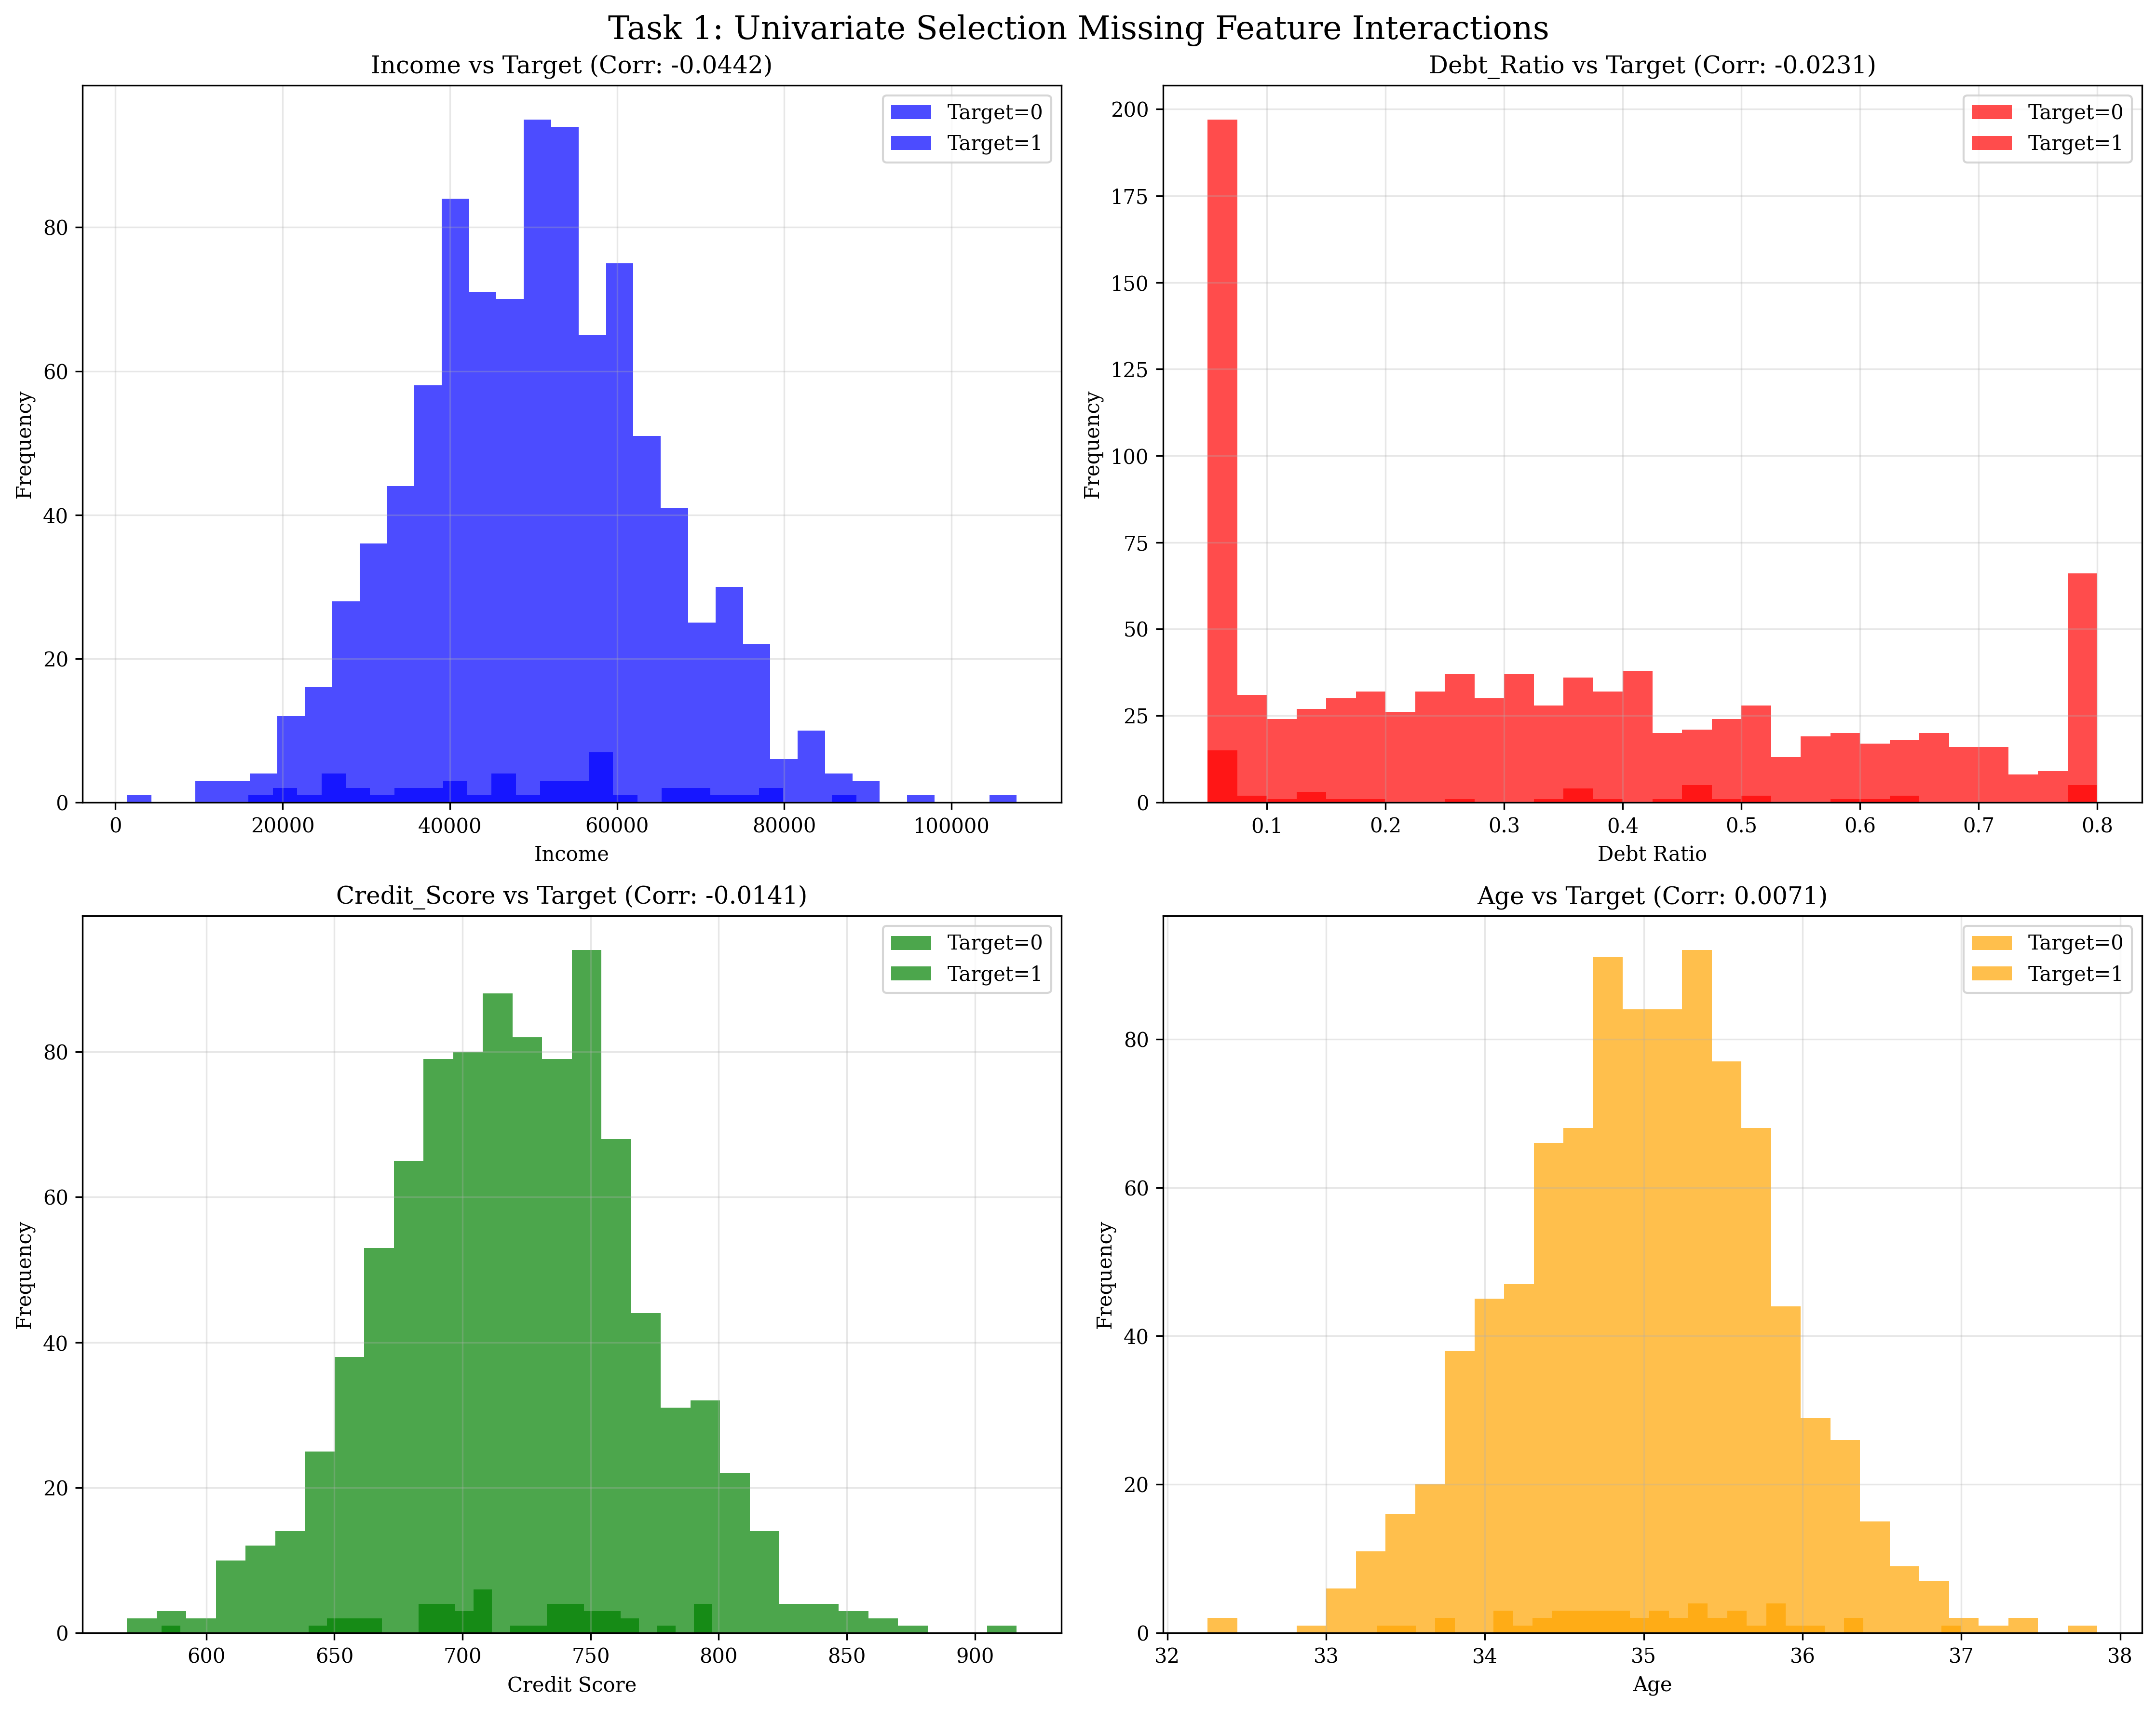 Task 1: Univariate Selection Missing Feature Interactions
Income vs Target (Corr: -0.0442)
Target=0
Target=1
Frequency
80
60
40
20
0
0 20000 40000 60000 80000 100000
Income
Debt_Ratio vs Target (Corr: -0.0231)
Target=0
Target=1
Frequency
200
175
150
125
100
75
50
25
0
0.1 0.2 0.3 0.4 0.5 0.6 0.7 0.8
Debt Ratio
Credit_Score vs Target (Corr: -0.0141)
Target=0
Target=1
Frequency
80
60
40
20
0
600 650 700 750 800 850 900
Credit Score
Age vs Target (Corr: 0.0071)
Target=0
Target=1
Frequency
80
60
40
20
0
32 33 34 35 36 37 38
Age